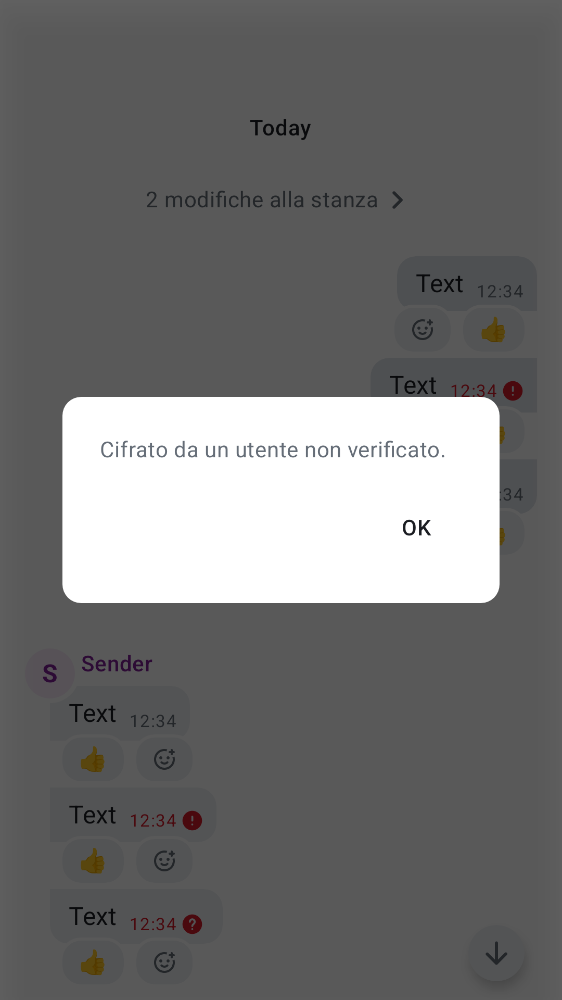 Today
2 modifiche alla stanza
Text 12:34
Text 12:34
Cifrato da un utente non verificato.
:34
OK
S Sender
Text 12:34
Text 12:34
Text 12:34